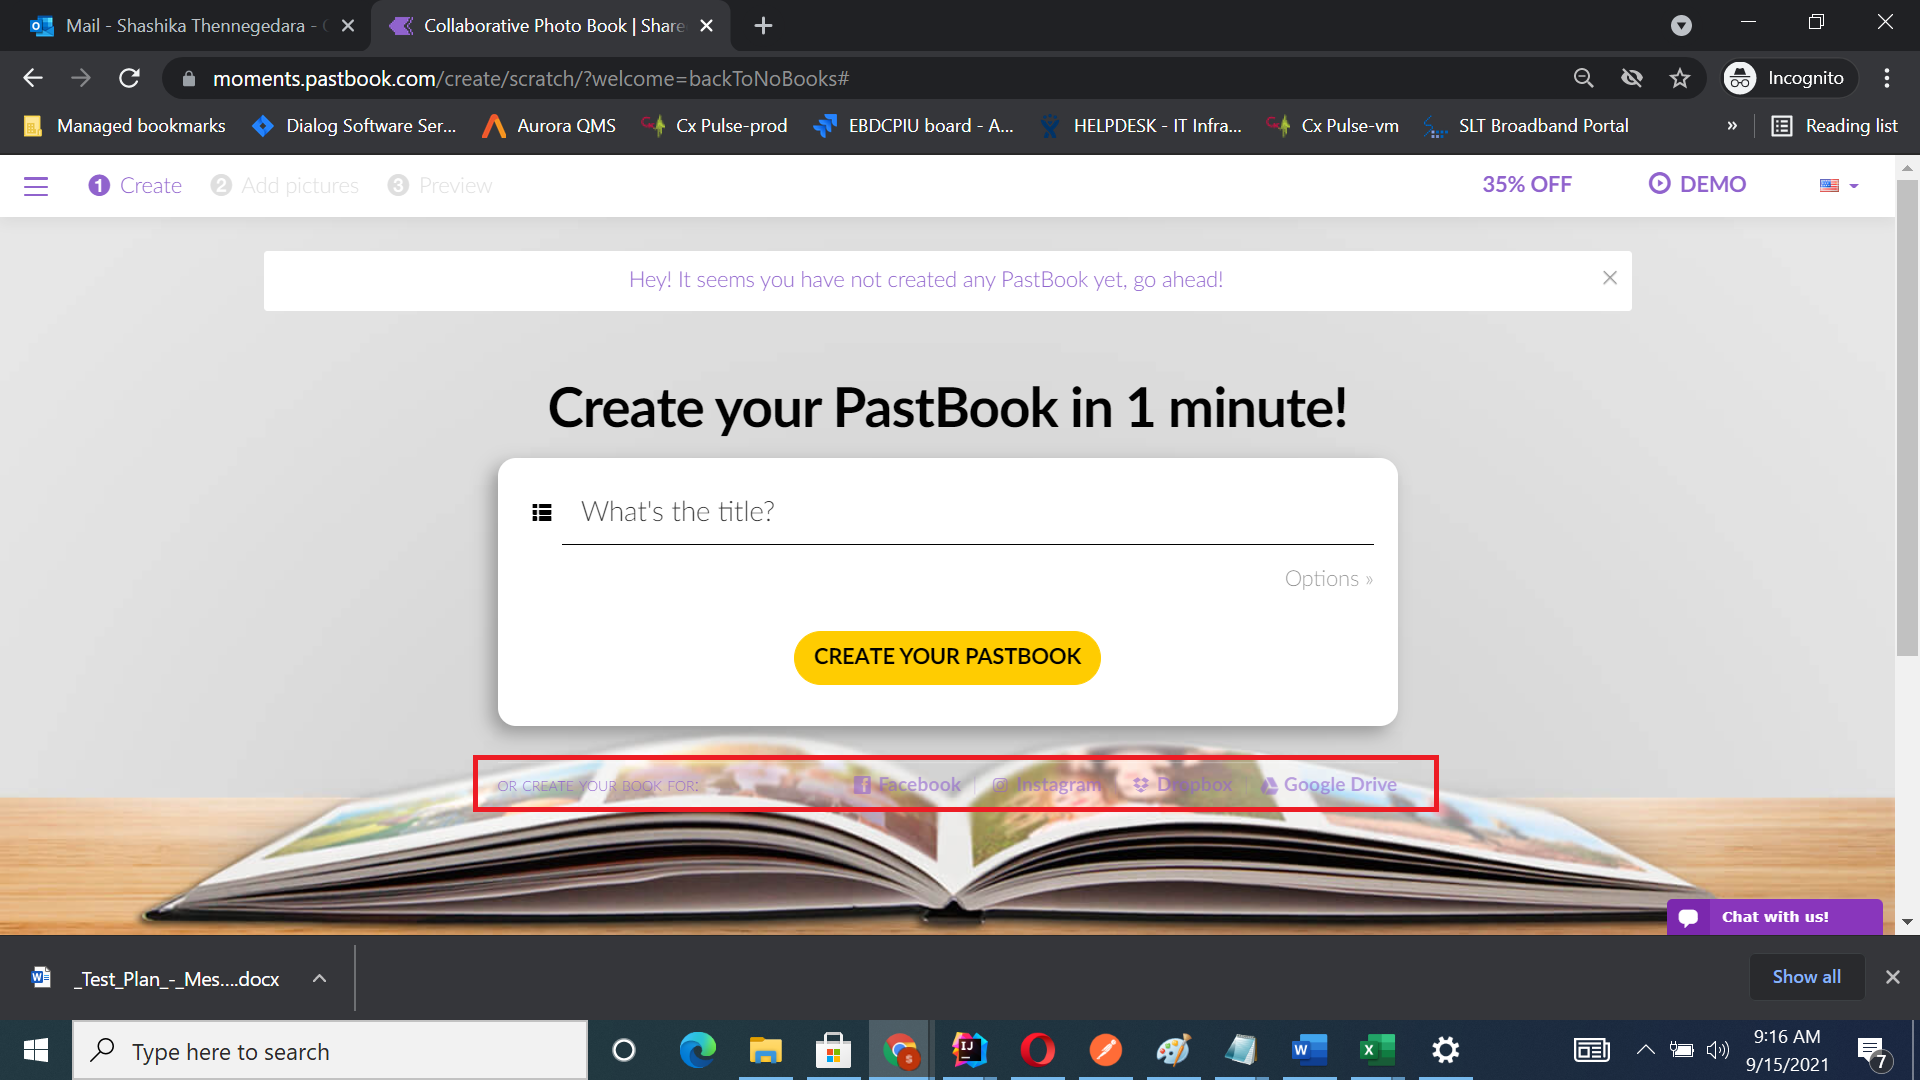 Mail - Shashika Thennegedara -
Collaborative Photo Book | Share
moments.pastbook.com/create/scratch/?welcome=backToNoBooks#
Incognito
Managed bookmarks
Dialog Software Ser...
Aurora QMS
Cx Pulse-prod
EBDCPIU board - A...
HELPDESK - IT Infra...
Cx Pulse-vm
SLT Broadband Portal
»
Reading list
1 Create
2 Add pictures
3 Preview
35% OFF
DEMO
Hey! It seems you have not created any PastBook yet, go ahead!
Create your PastBook in 1 minute!
What's the title?
Options »
CREATE YOUR PASTBOOK
OR CREATE YOUR BOOK FOR:
Facebook
Instagram
Dropbox
Google Drive
Chat with us!
_Test_Plan_-_Mes....docx
Show all
Type here to search
9:16 AM
9/15/2021
7